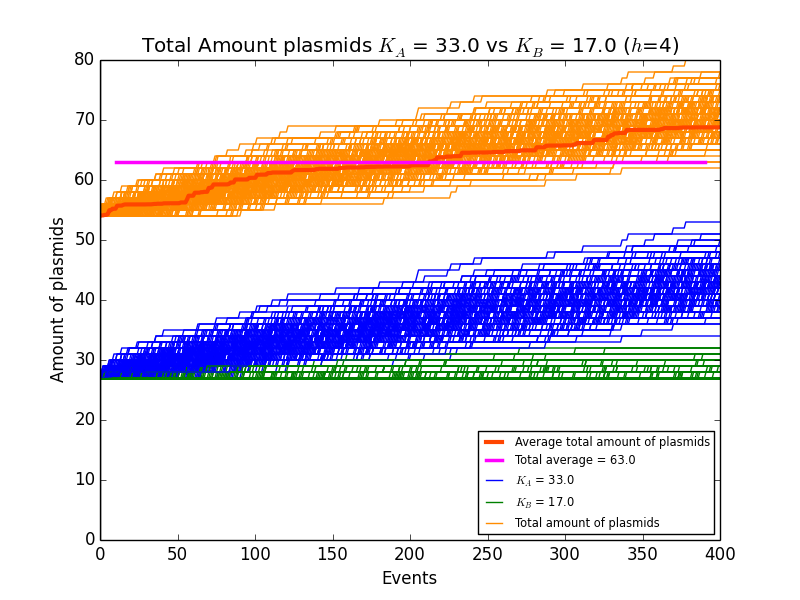 Total Amount plasmids K_A = 33.0 vs K_B = 17.0 (h=4)
80
70
60
50
40
30
20
10
0
Amount of plasmids
Average total amount of plasmids
Total average = 63.0
K_A = 33.0
K_B = 17.0
Total amount of plasmids
0 50 100 150 200 250 300 350 400
Events